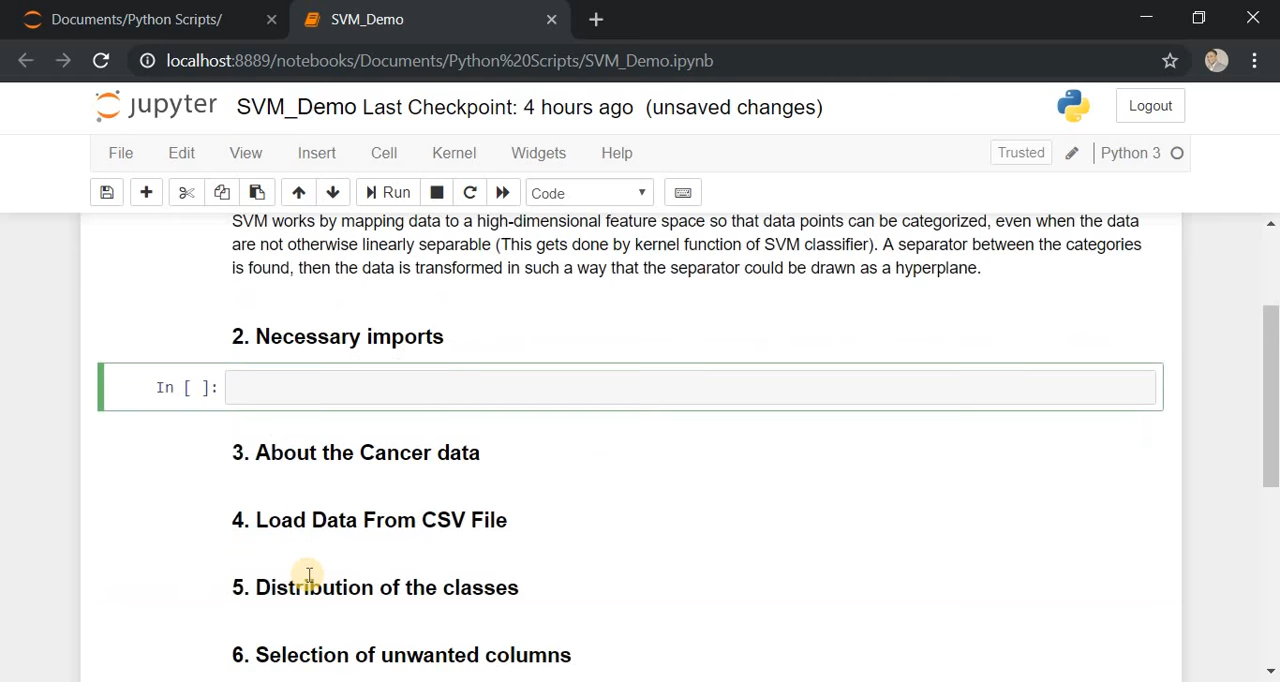 Documents/Python Scripts/
SVM_Demo
localhost:8889/notebooks/Documents/Python%20Scripts/SVM_Demo.ipynb
jupyter SVM_Demo Last Checkpoint: 4 hours ago (unsaved changes)
Logout
File Edit View Insert Cell Kernel Widgets Help
Trusted Python 3
Run Code
SVM works by mapping data to a high-dimensional feature space so that data points can be categorized, even when the data
are not otherwise linearly separable (This gets done by kernel function of SVM classifier). A separator between the categories
is found, then the data is transformed in such a way that the separator could be drawn as a hyperplane.
2. Necessary imports
In [ ]:
3. About the Cancer data
4. Load Data From CSV File
5. Distribution of the classes
6. Selection of unwanted columns